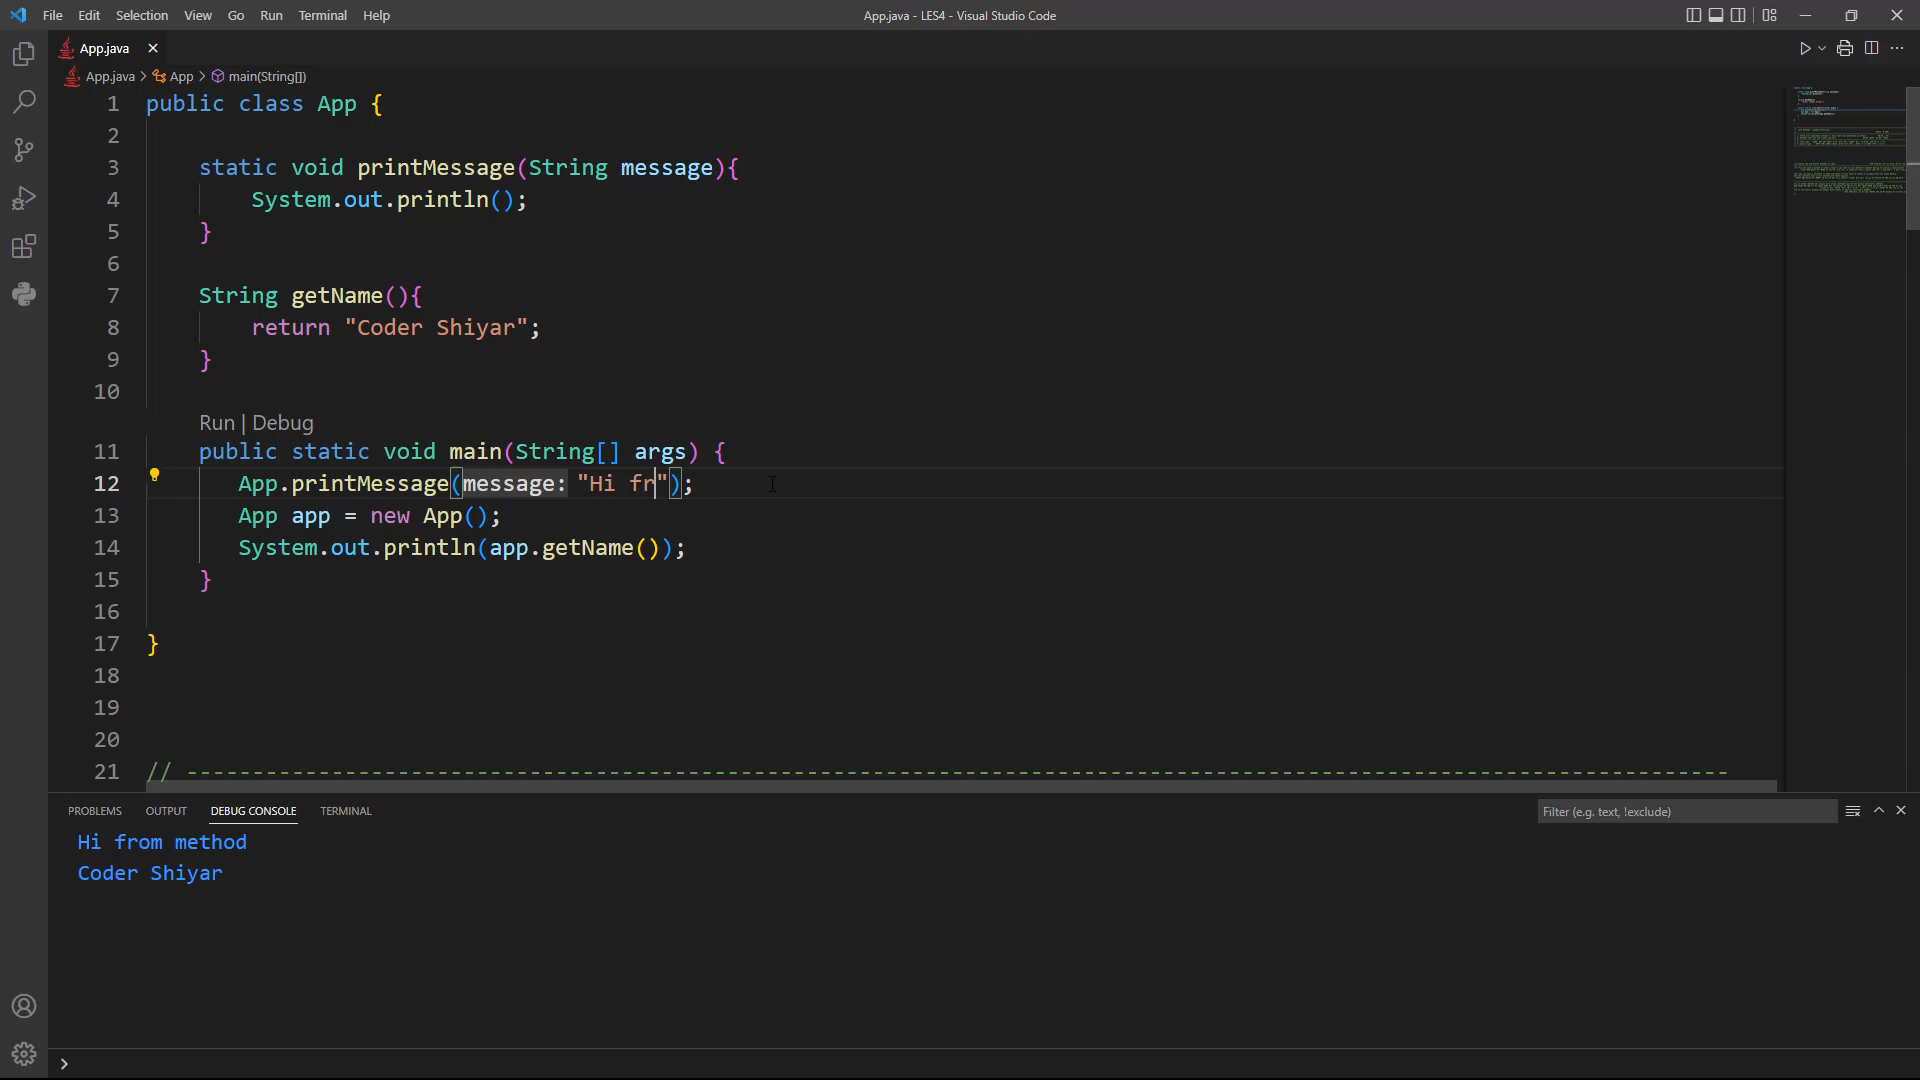 File Edit Selection View Go Run Terminal Help
App.java - LES4 - Visual Studio Code
App.java
App.java > App > main(String[])
1 public class App {
2
3 static void printMessage(String message){
4 System.out.println();
5 }
6
7 String getName(){
8 return "Coder Shiyar";
9 }
10
Run | Debug
11 public static void main(String[] args) {
12 App.printMessage(message: "Hi fr");
13 App app = new App();
14 System.out.println(app.getName());
15 }
16
17 }
18
19
20
21 // ---------------------------------------------------------------------------------------------------------------------
PROBLEMS OUTPUT DEBUG CONSOLE TERMINAL
Filter (e.g. text, !exclude)
Hi from method
Coder Shiyar